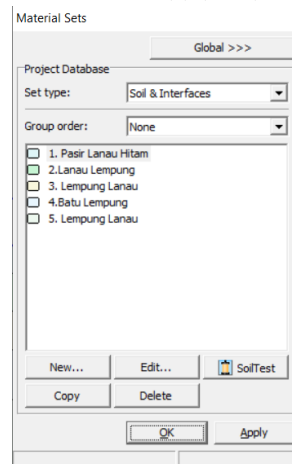 Material Sets
Global >>>
Project Database
Set type: Soil & Interfaces
Group order: None
1. Pasir Lanau Hitam
2.Lanau Lempung
3. Lempung Lanau
4.Batu Lempung
5. Lempung Lanau
New... Edit... SoilTest
Copy Delete
OK Apply